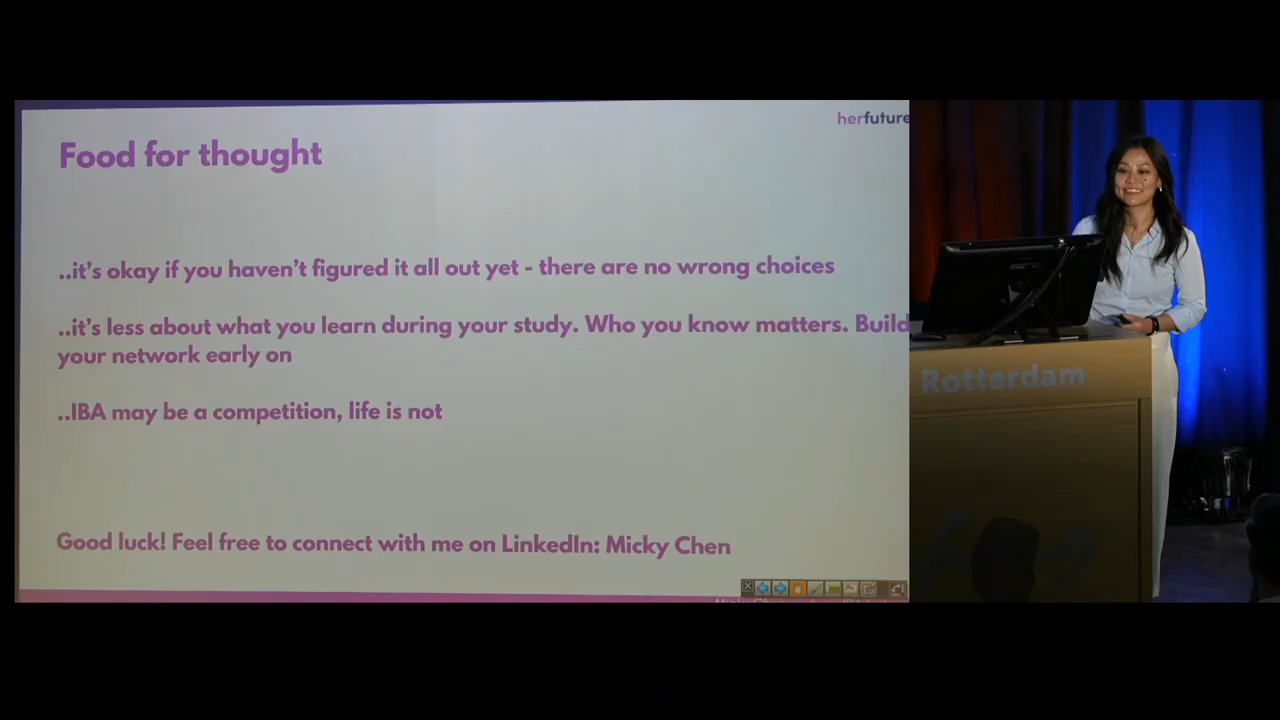 herfuture
Food for thought
..it's okay if you haven't figured it all out yet - there are no wrong choices
..it's less about what you learn during your study. Who you know matters. Build
your network early on
..IBA may be a competition, life is not
Good luck! Feel free to connect with me on LinkedIn: Micky Chen
Rotterdam